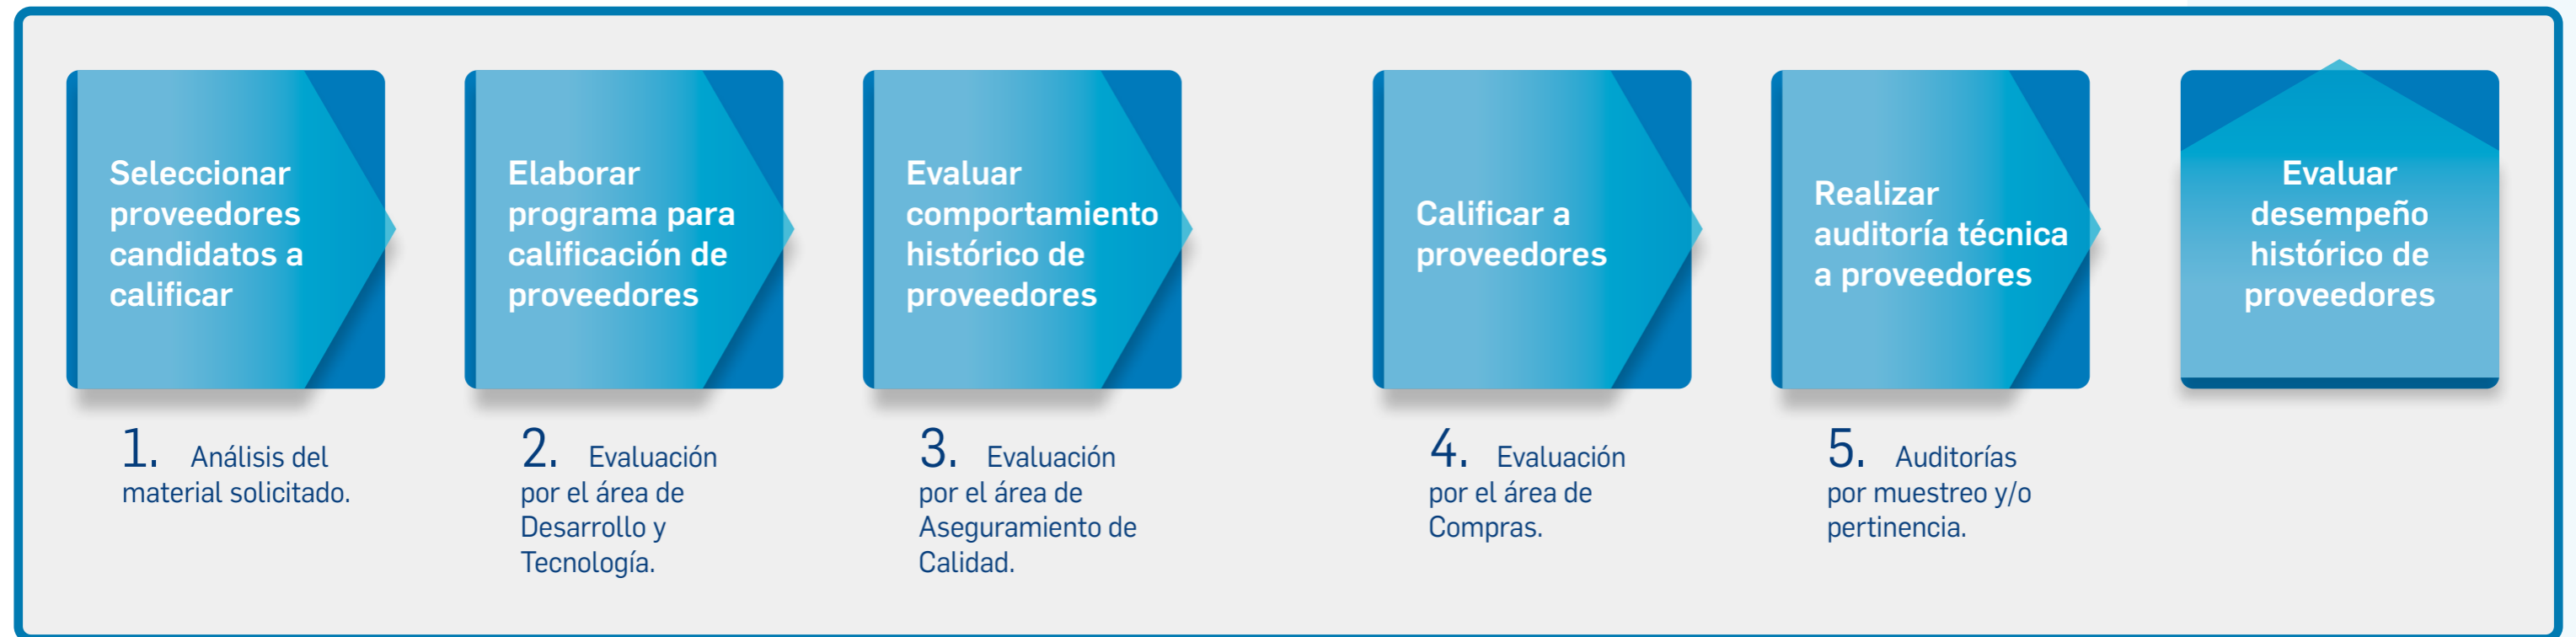 Seleccionar
proveedores
candidatos a
calificar
Elaborar
programa para
calificación de
proveedores
Evaluar
comportamiento
histórico de
proveedores
Calificar a
proveedores
Realizar
auditoría técnica
a proveedores
Evaluar
desempeño
histórico de
proveedores
1. Análisis del
material solicitado.
2. Evaluación
por el área de
Desarrollo y
Tecnología.
3. Evaluación
por el área de
Aseguramiento de
Calidad.
4. Evaluación
por el área de
Compras.
5. Auditorías
por muestreo y/o
pertinencia.